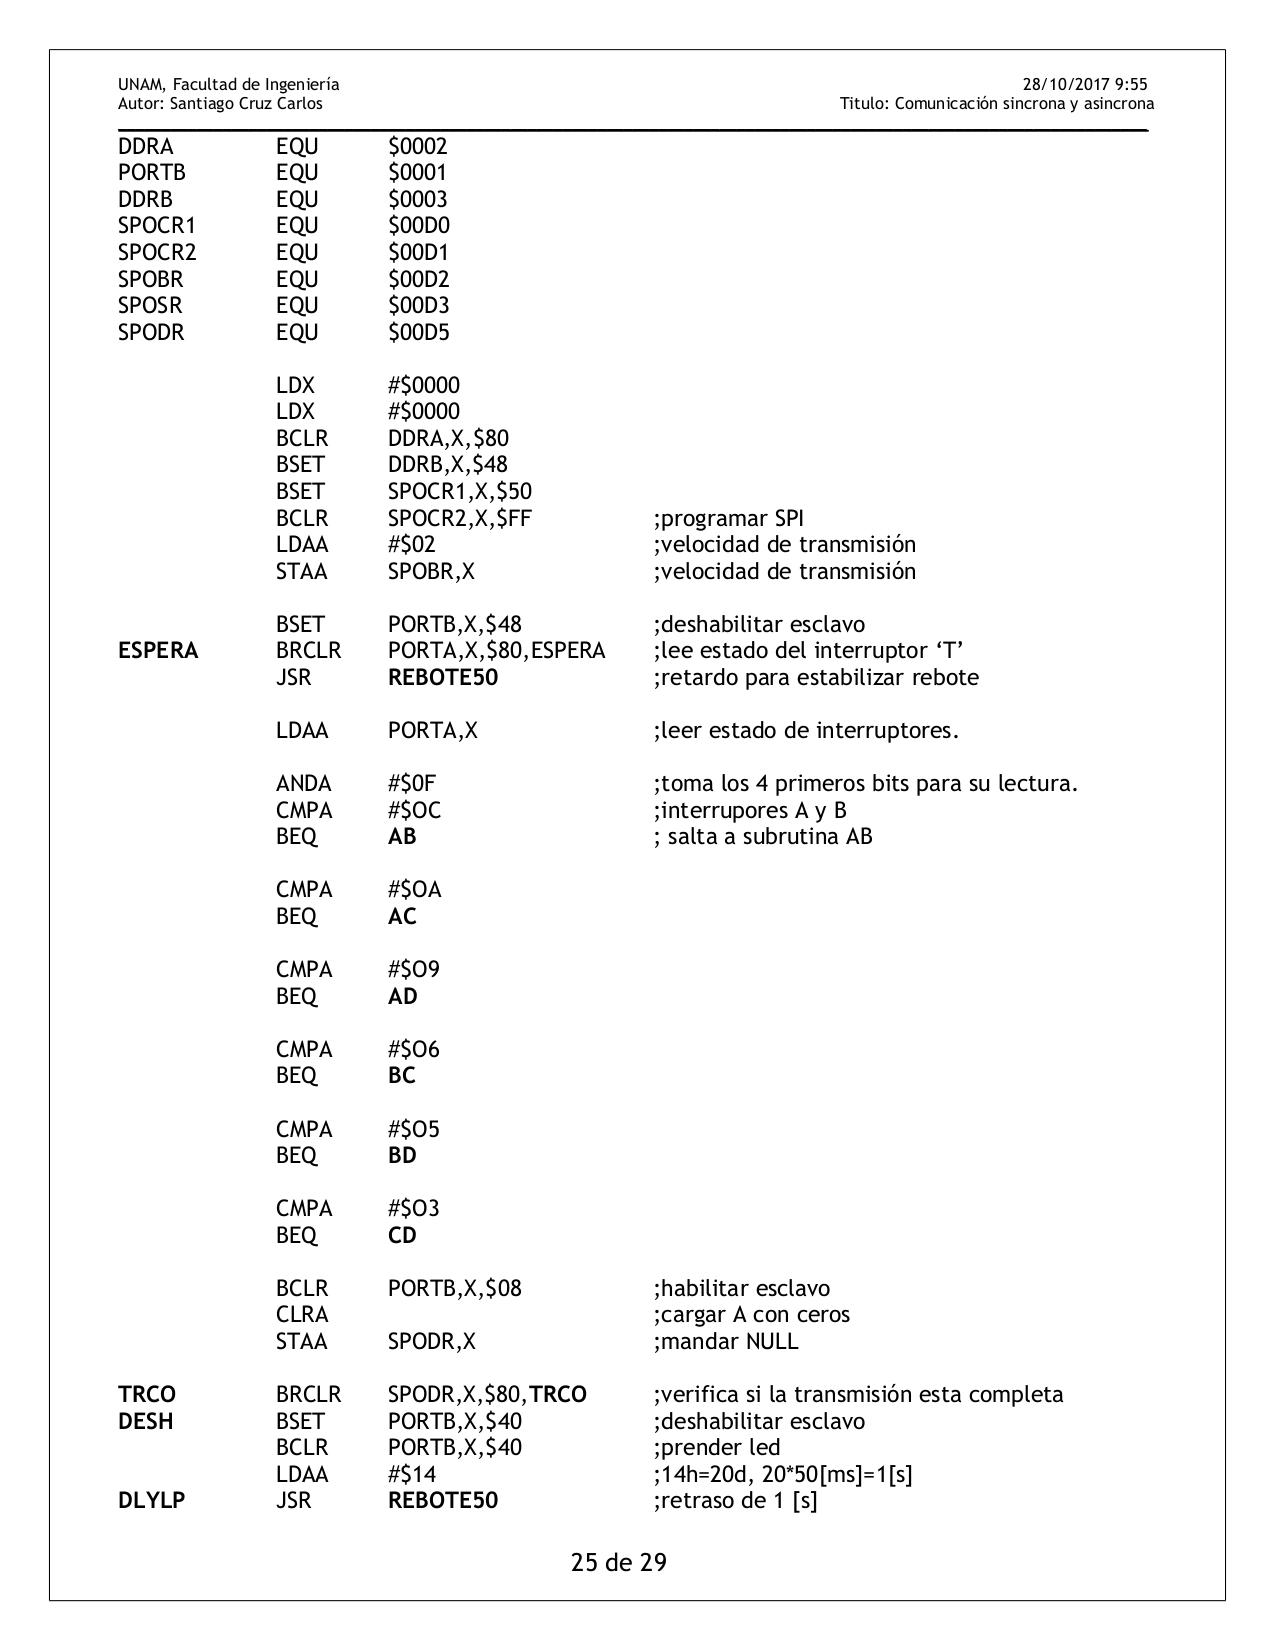 UNAM, Facultad de Ingeniería 28/10/2017 9:55
Autor: Santiago Cruz Carlos Titulo: Comunicación sincrona y asincrona
DDRA EQU $0002
PORTB EQU $0001
DDRB EQU $0003
SPOCR1 EQU $00D0
SPOCR2 EQU $00D1
SPOBR EQU $00D2
SPOSR EQU $00D3
SPODR EQU $00D5
LDX #$0000
LDX #$0000
BCLR DDRA,X,$80
BSET DDRB,X,$48
BSET SPOCR1,X,$50
BCLR SPOCR2,X,$FF ;programar SPI
LDAA #$02 ;velocidad de transmisión
STAA SPOBR,X ;velocidad de transmisión
BSET PORTB,X,$48 ;deshabilitar esclavo
ESPERA BRCLR PORTA,X,$80,ESPERA ;lee estado del interruptor ‘T’
JSR REBOTE50 ;retardo para estabilizar rebote
LDAA PORTA,X ;leer estado de interruptores.
ANDA #$0F ;toma los 4 primeros bits para su lectura.
CMPA #$OC ;interrupores A y B
BEQ AB ; salta a subrutina AB
CMPA #$OA
BEQ AC
CMPA #$O9
BEQ AD
CMPA #$O6
BEQ BC
CMPA #$O5
BEQ BD
CMPA #$O3
BEQ CD
BCLR PORTB,X,$08 ;habilitar esclavo
CLRA ;cargar A con ceros
STAA SPODR,X ;mandar NULL
TRCO BRCLR SPODR,X,$80,TRCO ;verifica si la transmisión esta completa
DESH BSET PORTB,X,$40 ;deshabilitar esclavo
BCLR PORTB,X,$40 ;prender led
LDAA #$14 ;14h=20d, 20*50[ms]=1[s]
DLYLP JSR REBOTE50 ;retraso de 1 [s]
25 de 29